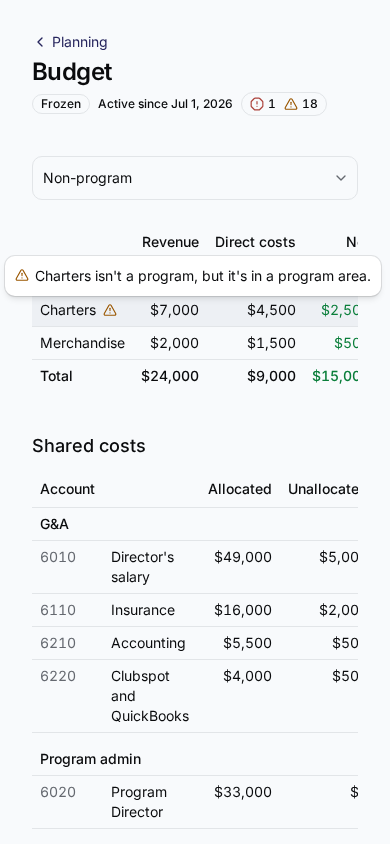 Planning
Budget
Frozen Active since Jul 1, 2026 1 18
Non-program
Revenue Direct costs
Charters isn't a program, but it's in a program area.
Charters $7,000 $4,500
Merchandise $2,000 $1,500
Total $24,000 $9,000
Shared costs
Account Allocated
G&A
6010 Director's $49,000
salary
6110 Insurance $16,000
6210 Accounting $5,500
6220 Clubspot $4,000
and
QuickBooks
Program admin
6020 Program $33,000
Director